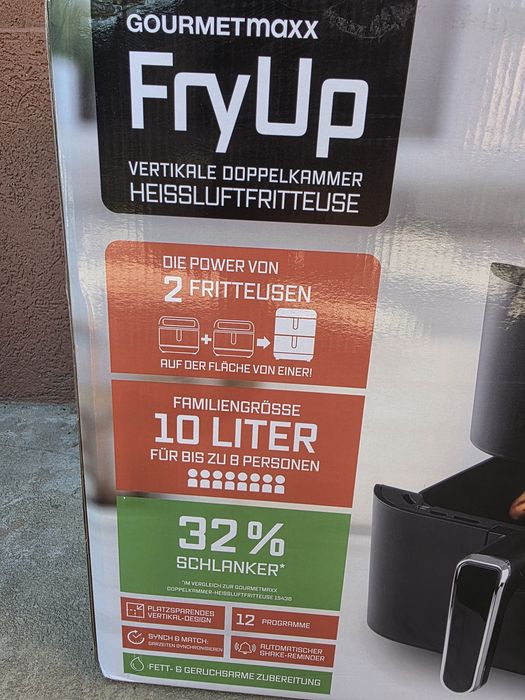 GOURMETMAXX
FryUp
VERTIKALE DOPPELKAMMER
HEISSLUFTFRITTEUSE
DIE POWER VON
2 FRITTEUSEN
AUF DER FLÄCHE VON EINER!
FAMILIENGRÖSSE
10 LITER
FÜR BIS ZU 8 PERSONEN
32%
SCHLANKER*
*IM VERGLEICH ZUR GOURMETMAXX
DOPPELKAMMER-HEISSLUFTFRITTEUSE 15438
PLATZSPARENDES
VERTIKAL-DESIGN
12 PROGRAMME
SYNCH & MATCH:
GARZEITEN SYNCHRONISIEREN
AUTOMATISCHER
SHAKE-REMINDER
FETT- & GERUCHSARME ZUBEREITUNG